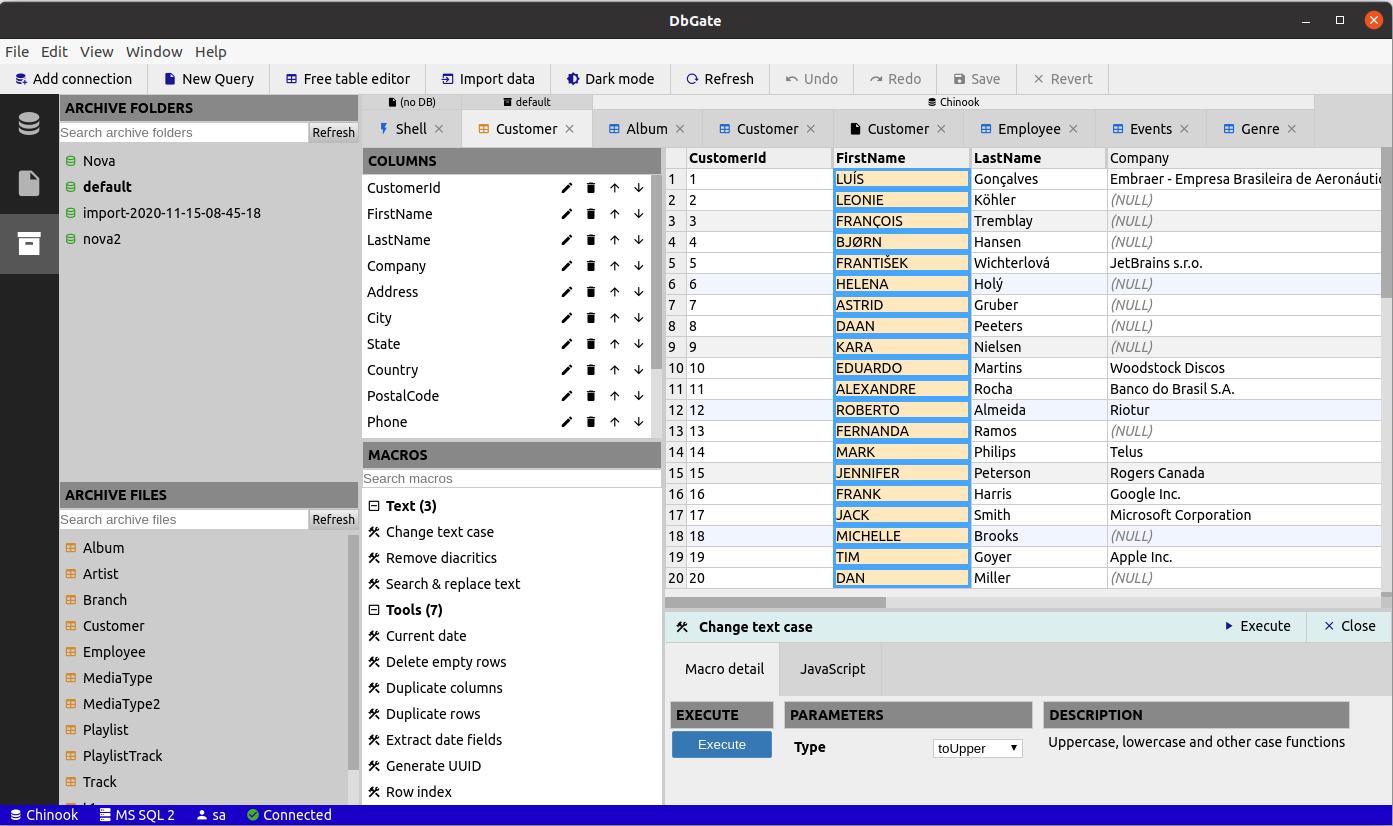 DbGate
File Edit View Window Help
Add connection New Query Free table editor Import data Dark mode Refresh Undo Redo Save Revert
(no DB) default Chinook
Shell Customer Album Customer Customer Employee Events Genre
ARCHIVE FOLDERS
Search archive folders Refresh
Nova
default
import-2020-11-15-08-45-18
nova2
ARCHIVE FILES
Search archive files Refresh
Album
Artist
Branch
Customer
Employee
MediaType
MediaType2
Playlist
PlaylistTrack
Track
COLUMNS
CustomerId
FirstName
LastName
Company
Address
City
State
Country
PostalCode
Phone
MACROS
Search macros
Text (3)
Change text case
Remove diacritics
Search & replace text
Tools (7)
Current date
Delete empty rows
Duplicate columns
Duplicate rows
Extract date fields
Generate UUID
Row index
CustomerId FirstName LastName Company
1 1 LUÍS Gonçalves Embraer - Empresa Brasileira de Aeronáutic
2 2 LEONIE Köhler (NULL)
3 3 FRANÇOIS Tremblay (NULL)
4 4 BJØRN Hansen (NULL)
5 5 FRANTIŠEK Wichterlová JetBrains s.r.o.
6 6 HELENA Holý (NULL)
7 7 ASTRID Gruber (NULL)
8 8 DAAN Peeters (NULL)
9 9 KARA Nielsen (NULL)
10 10 EDUARDO Martins Woodstock Discos
11 11 ALEXANDRE Rocha Banco do Brasil S.A.
12 12 ROBERTO Almeida Riotur
13 13 FERNANDA Ramos (NULL)
14 14 MARK Philips Telus
15 15 JENNIFER Peterson Rogers Canada
16 16 FRANK Harris Google Inc.
17 17 JACK Smith Microsoft Corporation
18 18 MICHELLE Brooks (NULL)
19 19 TIM Goyer Apple Inc.
20 20 DAN Miller (NULL)
Change text case Execute Close
Macro detail JavaScript
EXECUTE PARAMETERS DESCRIPTION
Execute Type toUpper Uppercase, lowercase and other case functions
Chinook MS SQL 2 sa Connected